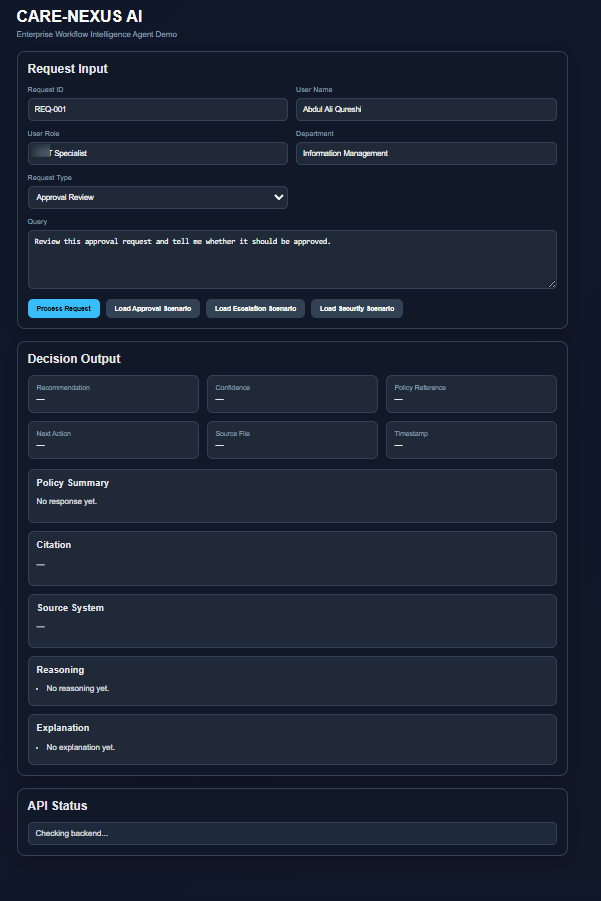 CARE-NEXUS AI
Enterprise Workflow Intelligence Agent Demo
Request Input
Request ID
User Name
REQ-001
Abdul Ali Qureshi
User Role
Department
T Specialist
Information Management
Request Type
Approval Review
Query
Review this approval request and tell me whether it should be approved.
Process Request
Load Approval Scenario
Load Escalation Scenario
Load Security Scenario
Decision Output
Recommendation
Confidence
Policy Reference
—
—
—
Next Action
Source File
Timestamp
—
—
—
Policy Summary
No response yet.
Citation
—
Source System
—
Reasoning
• No reasoning yet.
Explanation
• No explanation yet.
API Status
Checking backend...